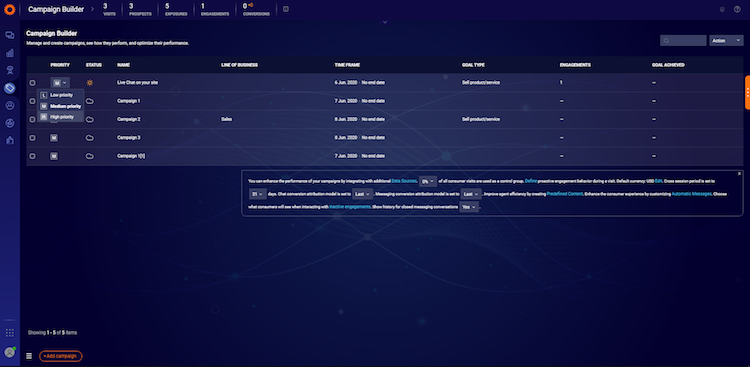 Campaign Builder
3 VISITS
3 PROSPECTS
5 EXPOSURES
1 ENGAGEMENTS
0 +0 CONVERSIONS
Campaign Builder
Manage and create campaigns, see how they perform, and optimize their performance.
Action
PRIORITY STATUS NAME LINE OF BUSINESS TIME FRAME GOAL TYPE ENGAGEMENTS GOAL ACHIEVED
M Live Chat on your site 6 Jun. 2020 - No end date Sell product/service 1 –
L Low priority
M Medium priority
H High priority
Campaign 1 7 Jun. 2020 - No end date – –
Campaign 2 Sales 8 Jun. 2020 - No end date Sell product/service – –
M Campaign 3 8 Jun. 2020 - No end date – –
M Campaign 1[1] 7 Jun. 2020 - No end date – –
You can enhance the performance of your campaigns by integrating with additional Data Sources. 0% of all consumer visits are used as a control group. Define proactive engagement behavior during a visit. Default currency: USD Edit. Cross session period is set to
31 days. Chat conversion attribution model is set to Last. Messaging conversion attribution model is set to Last. Improve agent efficiency by creating Predefined Content. Enhance the consumer experience by customizing Automatic Messages. Choose
what consumers will see when interacting with Inactive engagements. Show history for closed messaging conversations Yes.
Showing 1 - 5 of 5 items
+Add campaign